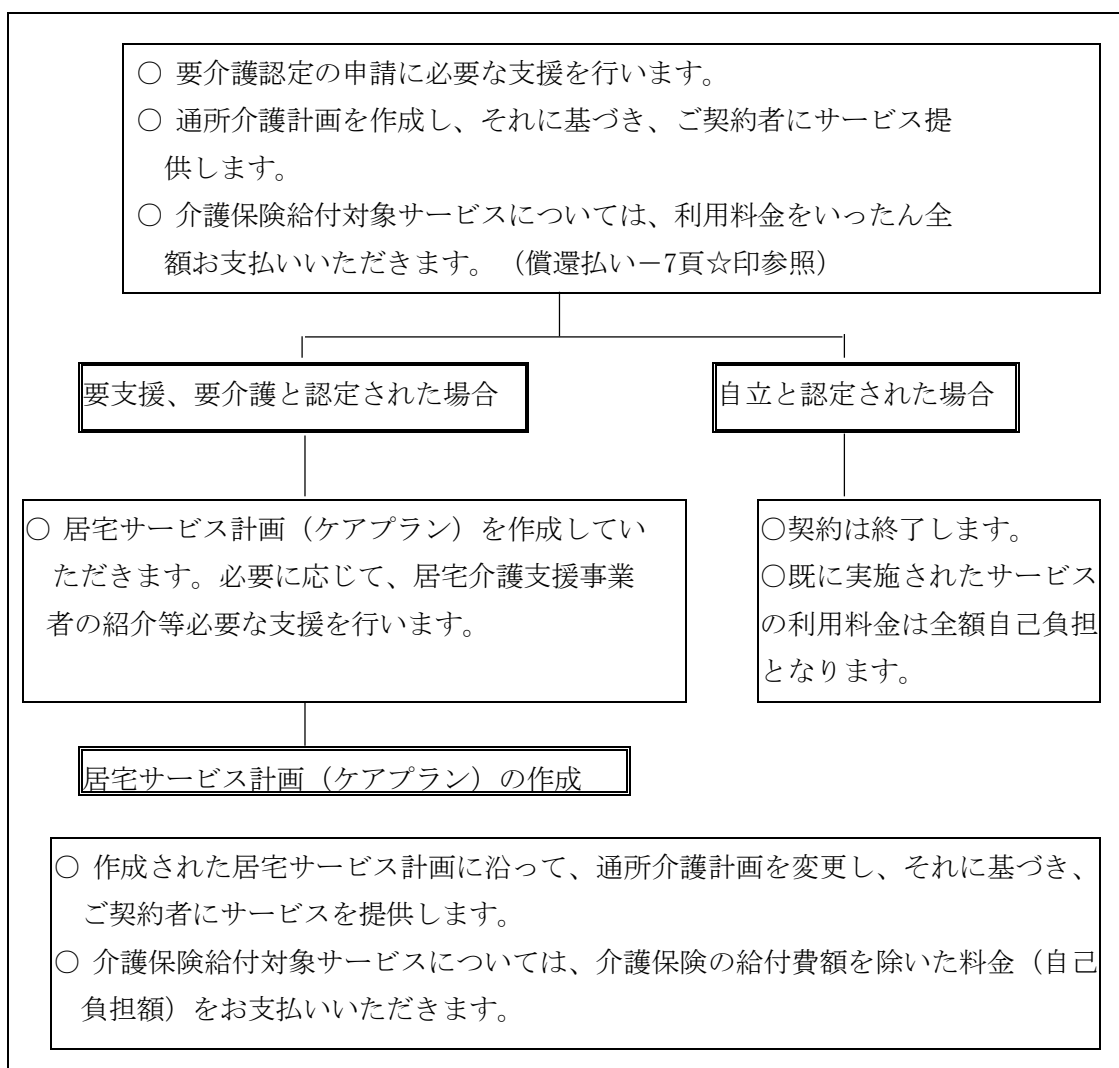 ○ 要介護認定の申請に必要な支援を行います。
○ 通所介護計画を作成し、それに基づき、ご契約者にサービス提
供します。
○ 介護保険給付対象サービスについては、利用料金をいったん全
額お支払いいただきます。（償還払い－7頁☆印参照）
要支援、要介護と認定された場合
自立と認定された場合
○ 居宅サービス計画（ケアプラン）を作成してい
ただきます。必要に応じて、居宅介護支援事業
者の紹介等必要な支援を行います。
○契約は終了します。
○既に実施されたサービス
の利用料金は全額自己負担
となります。
居宅サービス計画（ケアプラン）の作成
○ 作成された居宅サービス計画に沿って、通所介護計画を変更し、それに基づき、
ご契約者にサービスを提供します。
○ 介護保険給付対象サービスについては、介護保険の給付費額を除いた料金（自己
負担額）をお支払いいただきます。